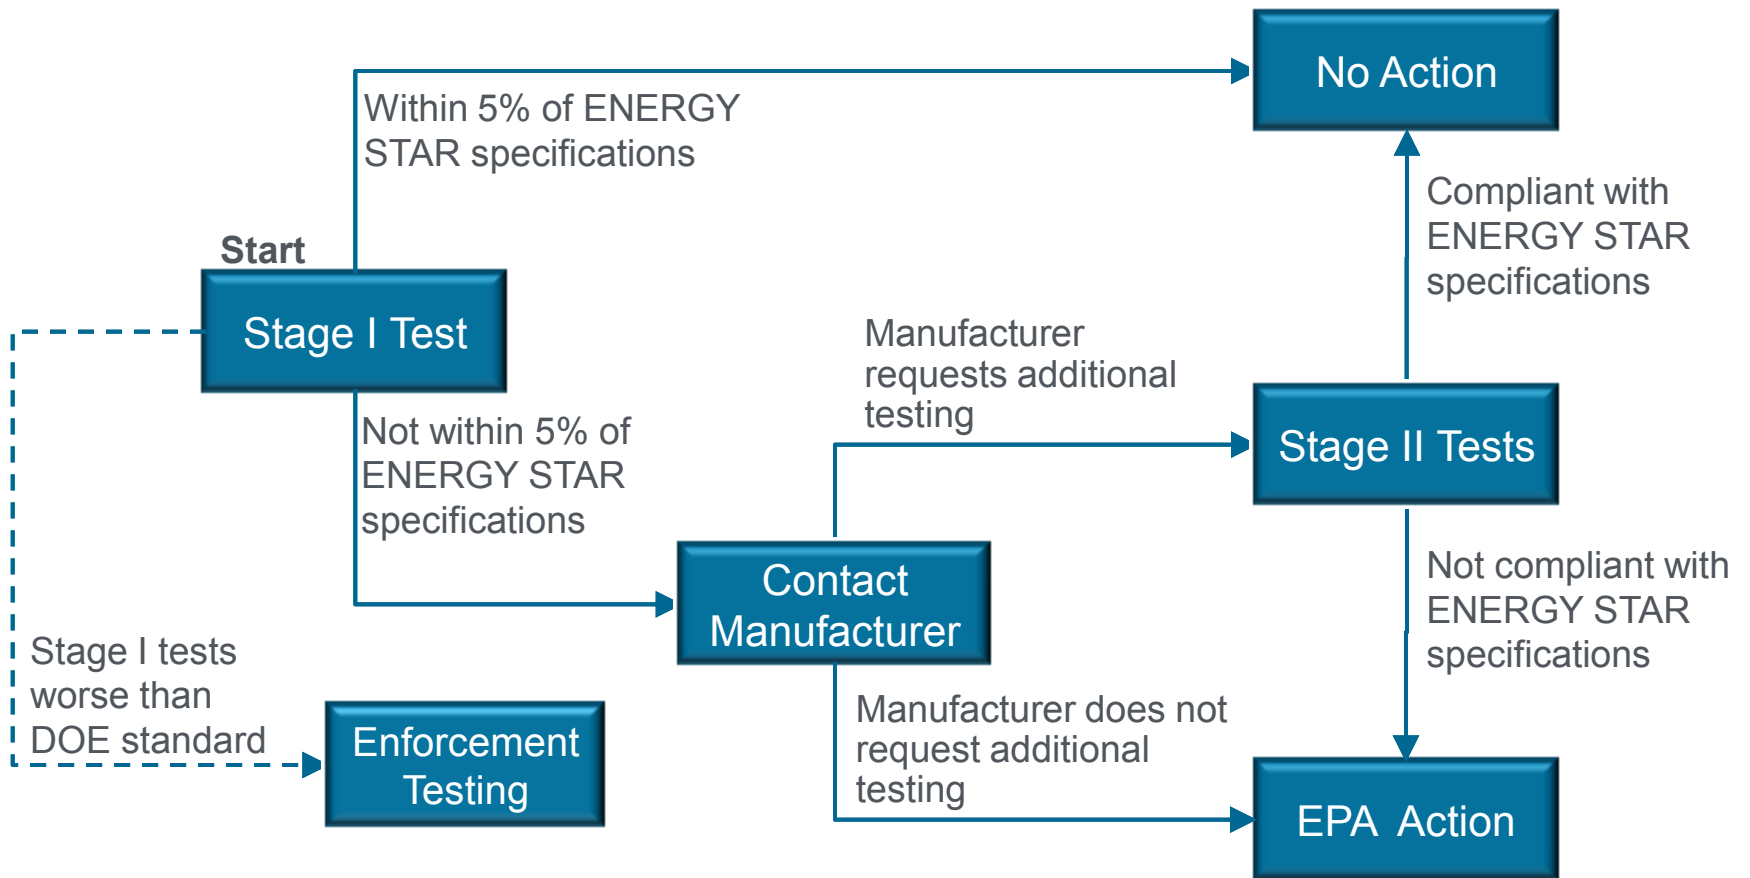 No Action
Within 5% of ENERGY
STAR specifications
Compliant with
ENERGY STAR
specifications
Start
Stage I Test
Manufacturer
requests additional
testing
Not within 5% of
ENERGY STAR
specifications
Stage II Tests
Contact
Manufacturer
Not compliant with
ENERGY STAR
specifications
Stage I tests
worse than
DOE standard
Enforcement
Testing
Manufacturer does not
request additional
testing
EPA Action